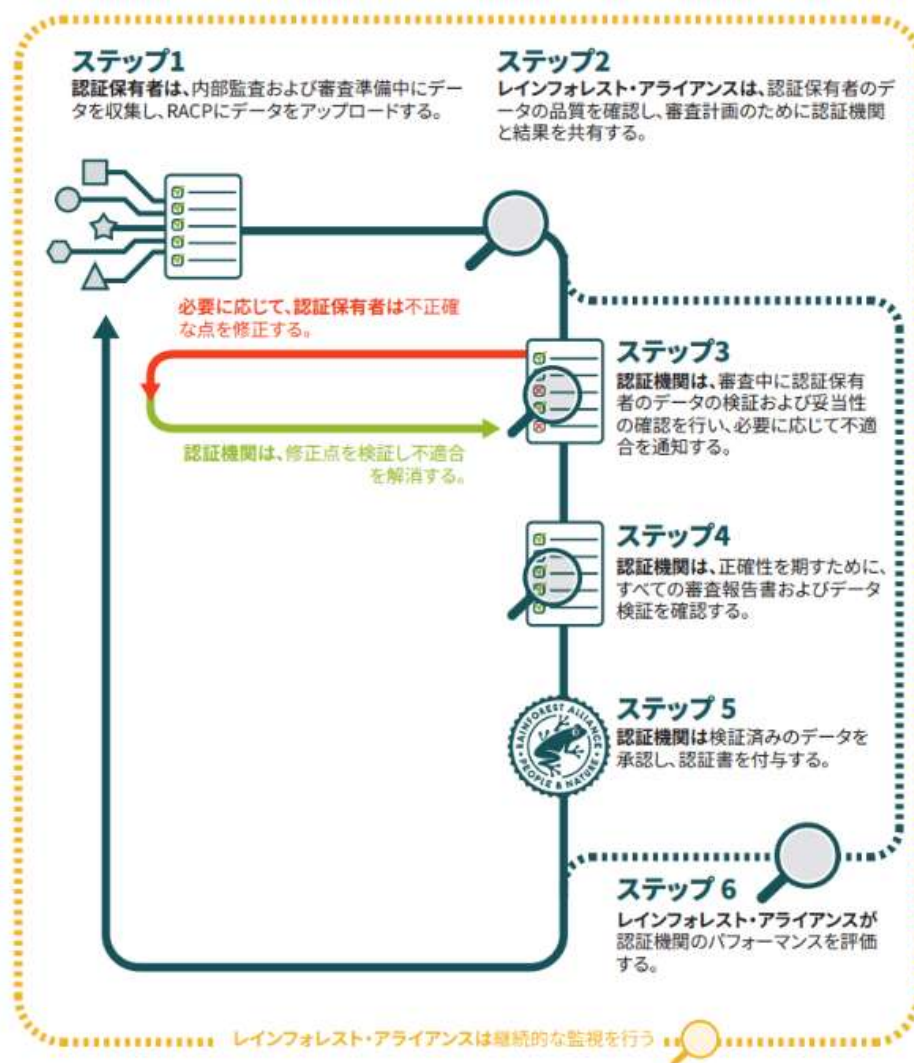 ステップ1
認証保有者は、内部監査および審査準備中にデー
タを収集し、RACPにデータをアップロードする。
ステップ2
レインフォレスト・アライアンスは、認証保有者のデ
ータの品質を確認し、審査計画のために認証機関
と結果を共有する。
必要に応じて、認証保有者は不正確
な点を修正する。
認証機関は、修正点を検証し不適合
を解消する。
ステップ3
認証機関は、審査中に認証保有
者のデータの検証および妥当性
の確認を行い、必要に応じて不適
合を通知する。
ステップ4
認証機関は、正確性を期すために、
すべての審査報告書およびデータ
検証を確認する。
RAINFOREST ALLIANCE
PEOPLE & NATURE
ステップ 5
認証機関は検証済みのデータを
承認し、認証書を付与する。
ステップ 6
レインフォレスト・アライアンスが
認証機関のパフォーマンスを評価
する。
レインフォレスト・アライアンスは継続的な監視を行う